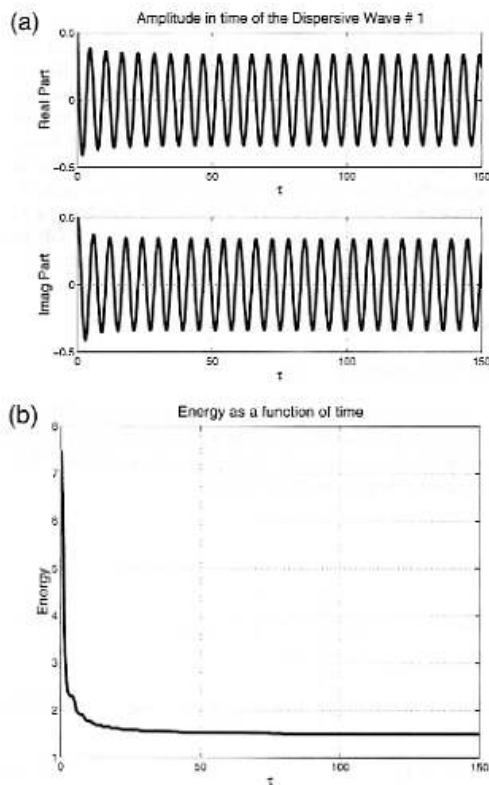 (a)
Amplitude in time of the Dispersive Wave # 1
0.5
Real Part
0
-0.5
0 50 100 150
τ
0.5
Imag Part
0
-0.5
0 50 100 150
τ
(b)
Energy as a function of time
8
7
6
5
Energy
4
3
2
1
0 50 100 150
τ